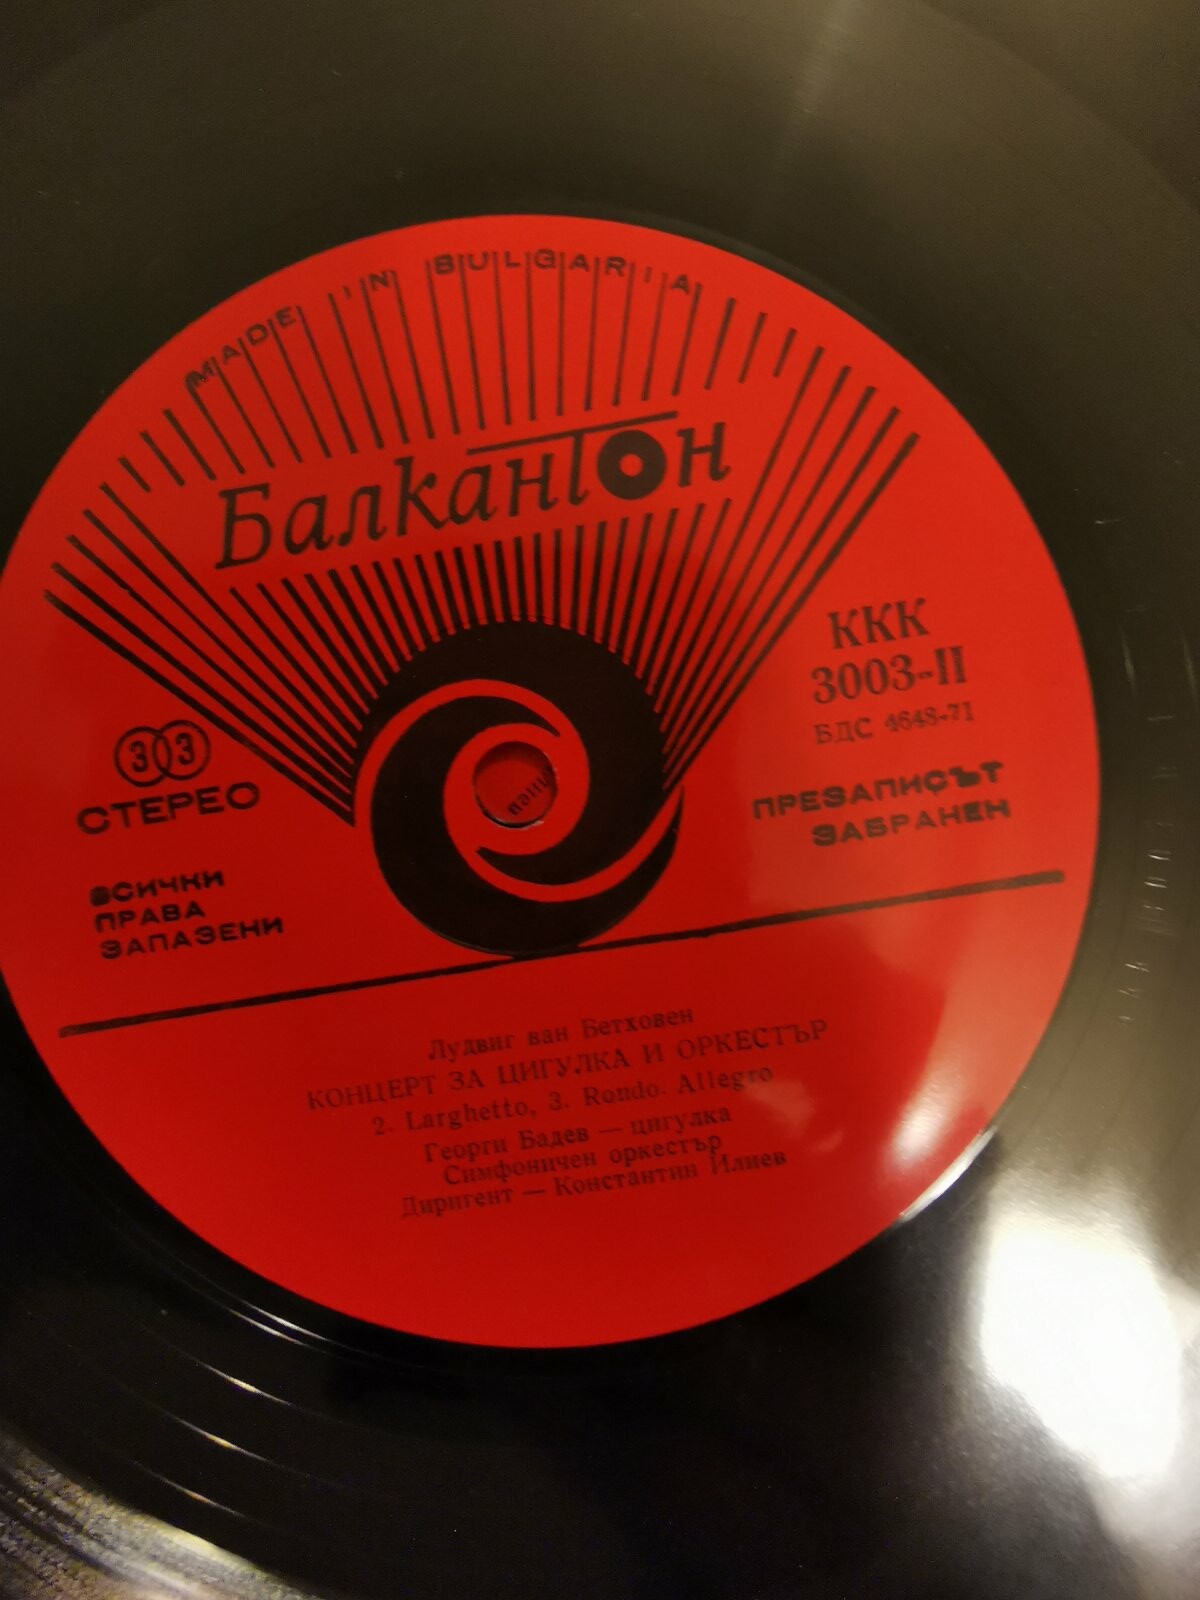 MADE IN BULGARIA
Балкантон
ККК
3003-II
БДС 4648-71
33
СТЕРЕО
ПРЕЗАПИСЪТ
ЗАБРАНЕН
ВСИЧКИ
ПРАВА
ЗАПАЗЕНИ
Лудвиг ван Бетховен
КОНЦЕРТ ЗА ЦИГУЛКА И ОРКЕСТЪР
2. Larghetto, 3. Rondo. Allegro
Георги Бадев — цигулка
Симфоничен оркестър
Диригент — Константин Илиев